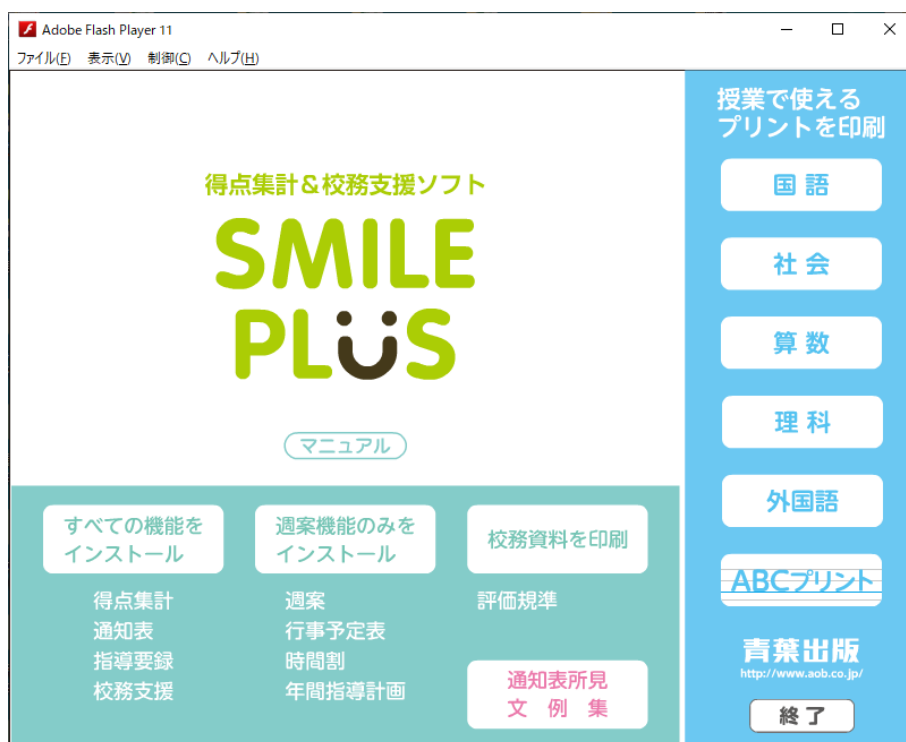 Adobe Flash Player 11
ファイル(F) 表示(V) 制御(C) ヘルプ(H)
得点集計&校務支援ソフト
SMILE
PLUS
マニュアル
すべての機能を
インストール
得点集計
通知表
指導要録
校務支援
週案機能のみを
インストール
週案
行事予定表
時間割
年間指導計画
校務資料を印刷
評価規準
通知表所見
文例集
授業で使える
プリントを印刷
国語
社会
算数
理科
外国語
ABCプリント
青葉出版
http://www.aob.co.jp/
終了